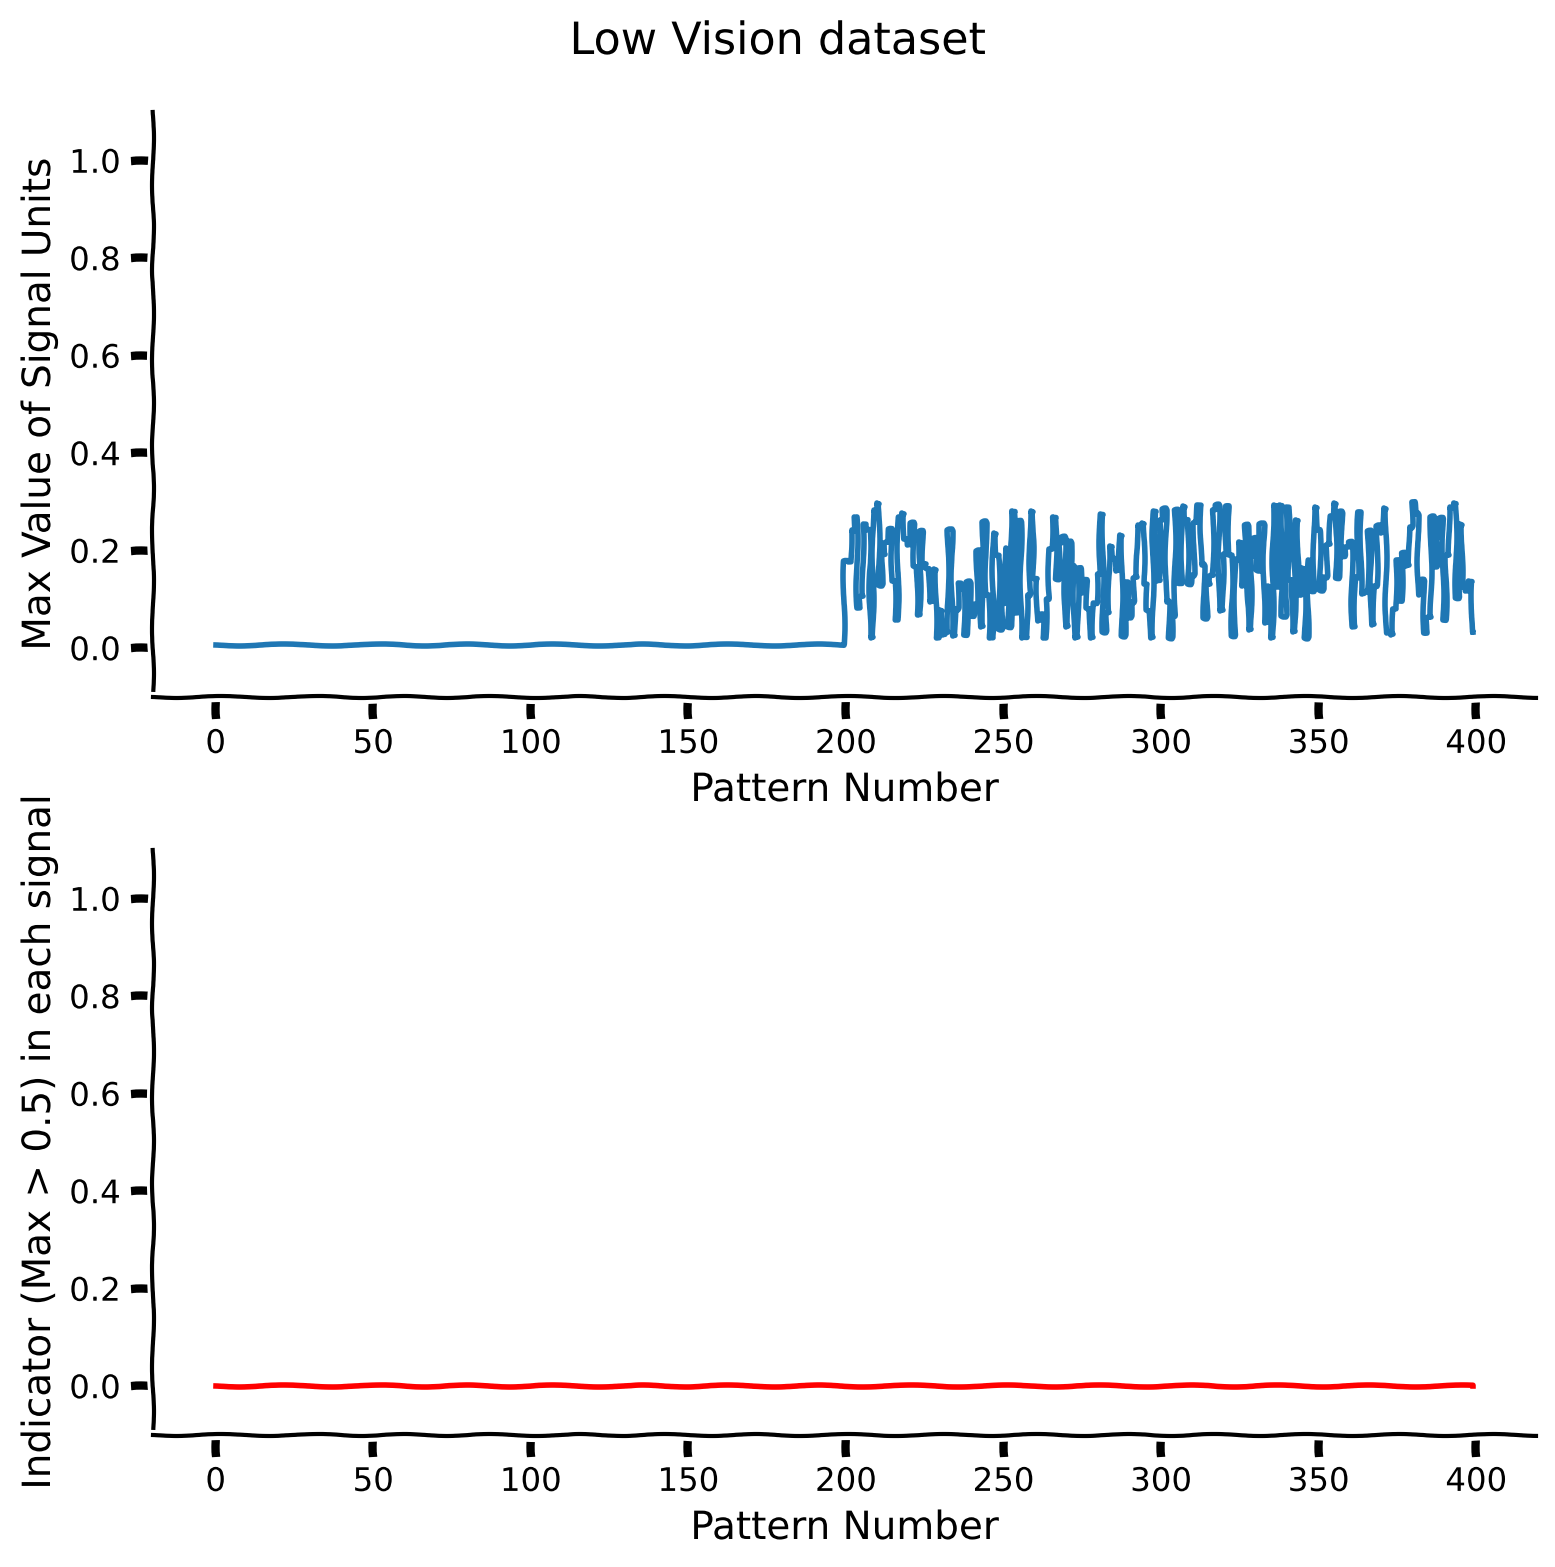 Low Vision dataset
Max Value of Signal Units
1.0
0.8
0.6
0.4
0.2
0.0
0 50 100 150 200 250 300 350 400
Pattern Number
Indicator (Max > 0.5) in each signal
1.0
0.8
0.6
0.4
0.2
0.0
0 50 100 150 200 250 300 350 400
Pattern Number